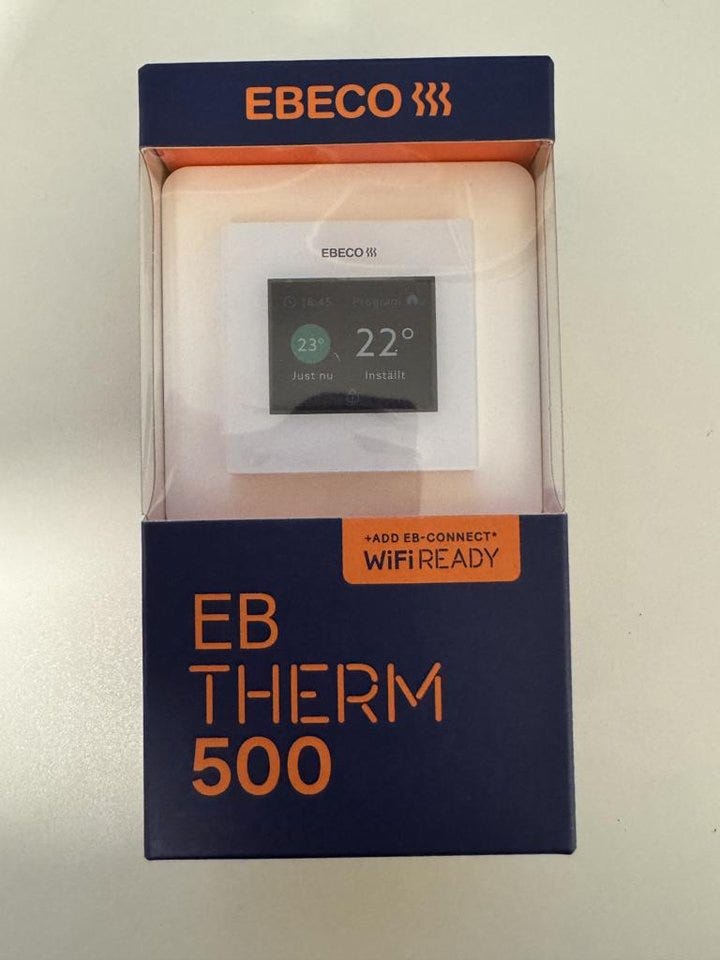 EBECO
EBECO
16:45 Program
23° 22°
Just nu Inställt
+ADD EB-CONNECT*
WiFi READY
EB
THERM
500